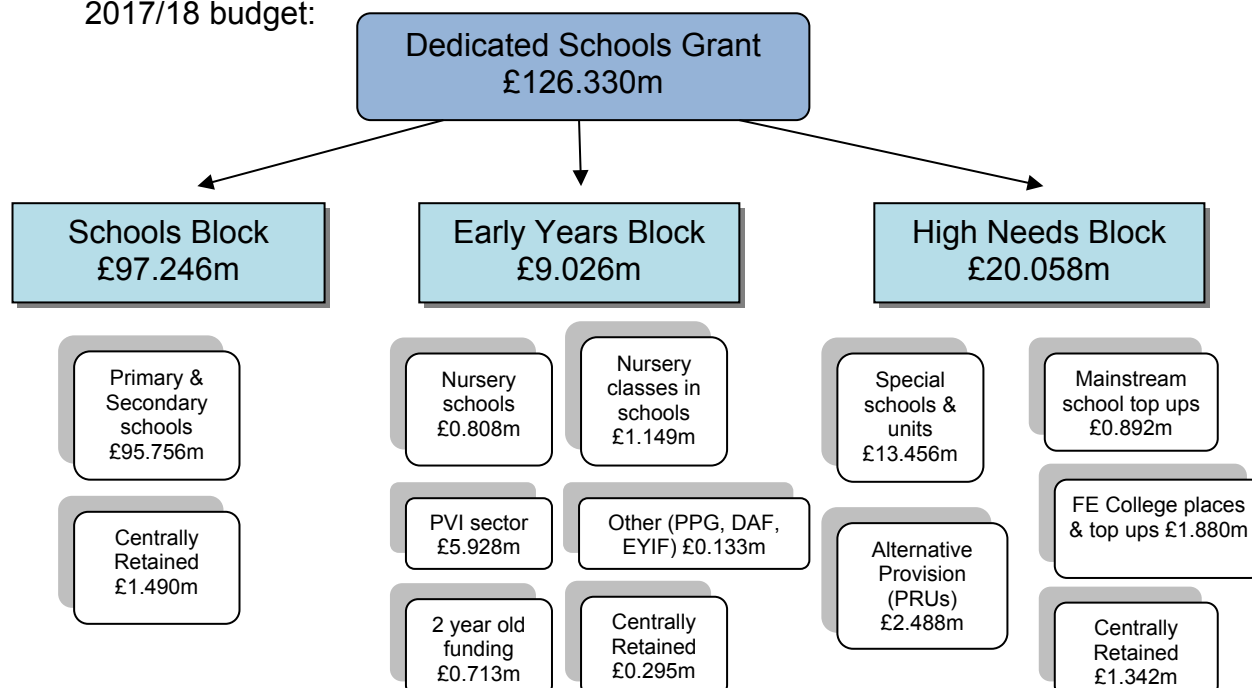 2017/18 budget:
Dedicated Schools Grant
£126.330m
Schools Block
£97.246m
Early Years Block
£9.026m
High Needs Block
£20.058m
Primary &
Secondary
schools
£95.756m
Centrally
Retained
£1.490m
Nursery
schools
£0.808m
Nursery
classes in
schools
£1.149m
PVI sector
£5.928m
Other (PPG, DAF,
EYIF) £0.133m
2 year old
funding
£0.713m
Centrally
Retained
£0.295m
Special
schools &
units
£13.456m
Mainstream
school top ups
£0.892m
Alternative
Provision
(PRUs)
£2.488m
FE College places
& top ups £1.880m
Centrally
Retained
£1.342m